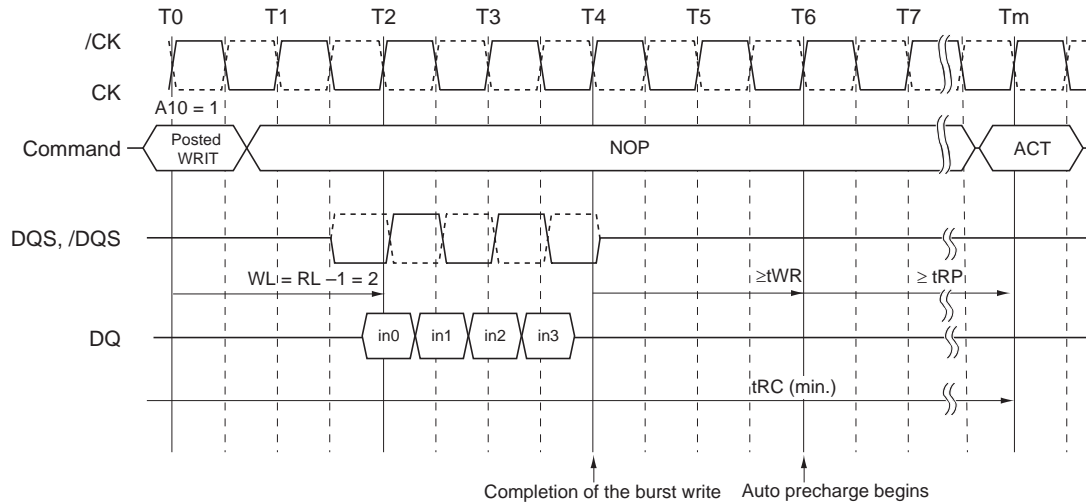 T0 T1 T2 T3 T4 T5 T6 T7 Tm
/CK
CK
A10 = 1
Command
Posted
WRIT
NOP
ACT
DQS, /DQS
WL = RL –1 = 2
≥tWR
≥ tRP
DQ
in0 in1 in2 in3
tRC (min.)
Completion of the burst write
Auto precharge begins